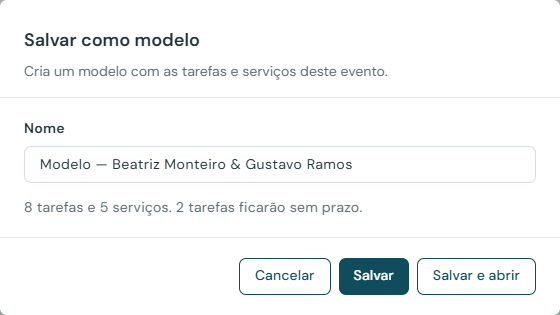 Salvar como modelo
Cria um modelo com as tarefas e serviços deste evento.
Nome
Modelo — Beatriz Monteiro & Gustavo Ramos
8 tarefas e 5 serviços. 2 tarefas ficarão sem prazo.
Cancelar
Salvar
Salvar e abrir